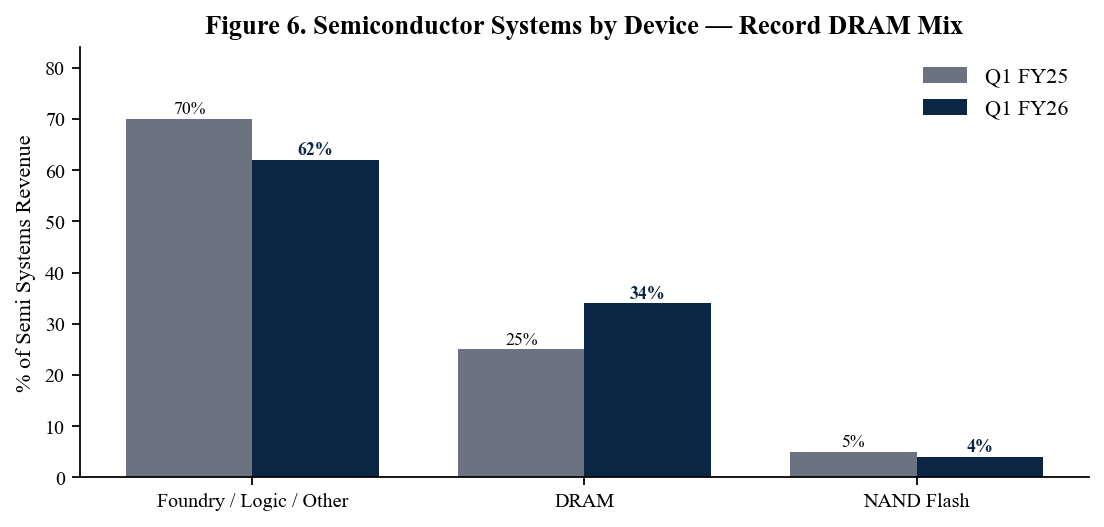 Figure 6. Semiconductor Systems by Device — Record DRAM Mix
Q1 FY25
Q1 FY26
% of Semi Systems Revenue
80
70
60
50
40
30
20
10
0
70%
62%
25%
34%
5%
4%
Foundry / Logic / Other
DRAM
NAND Flash